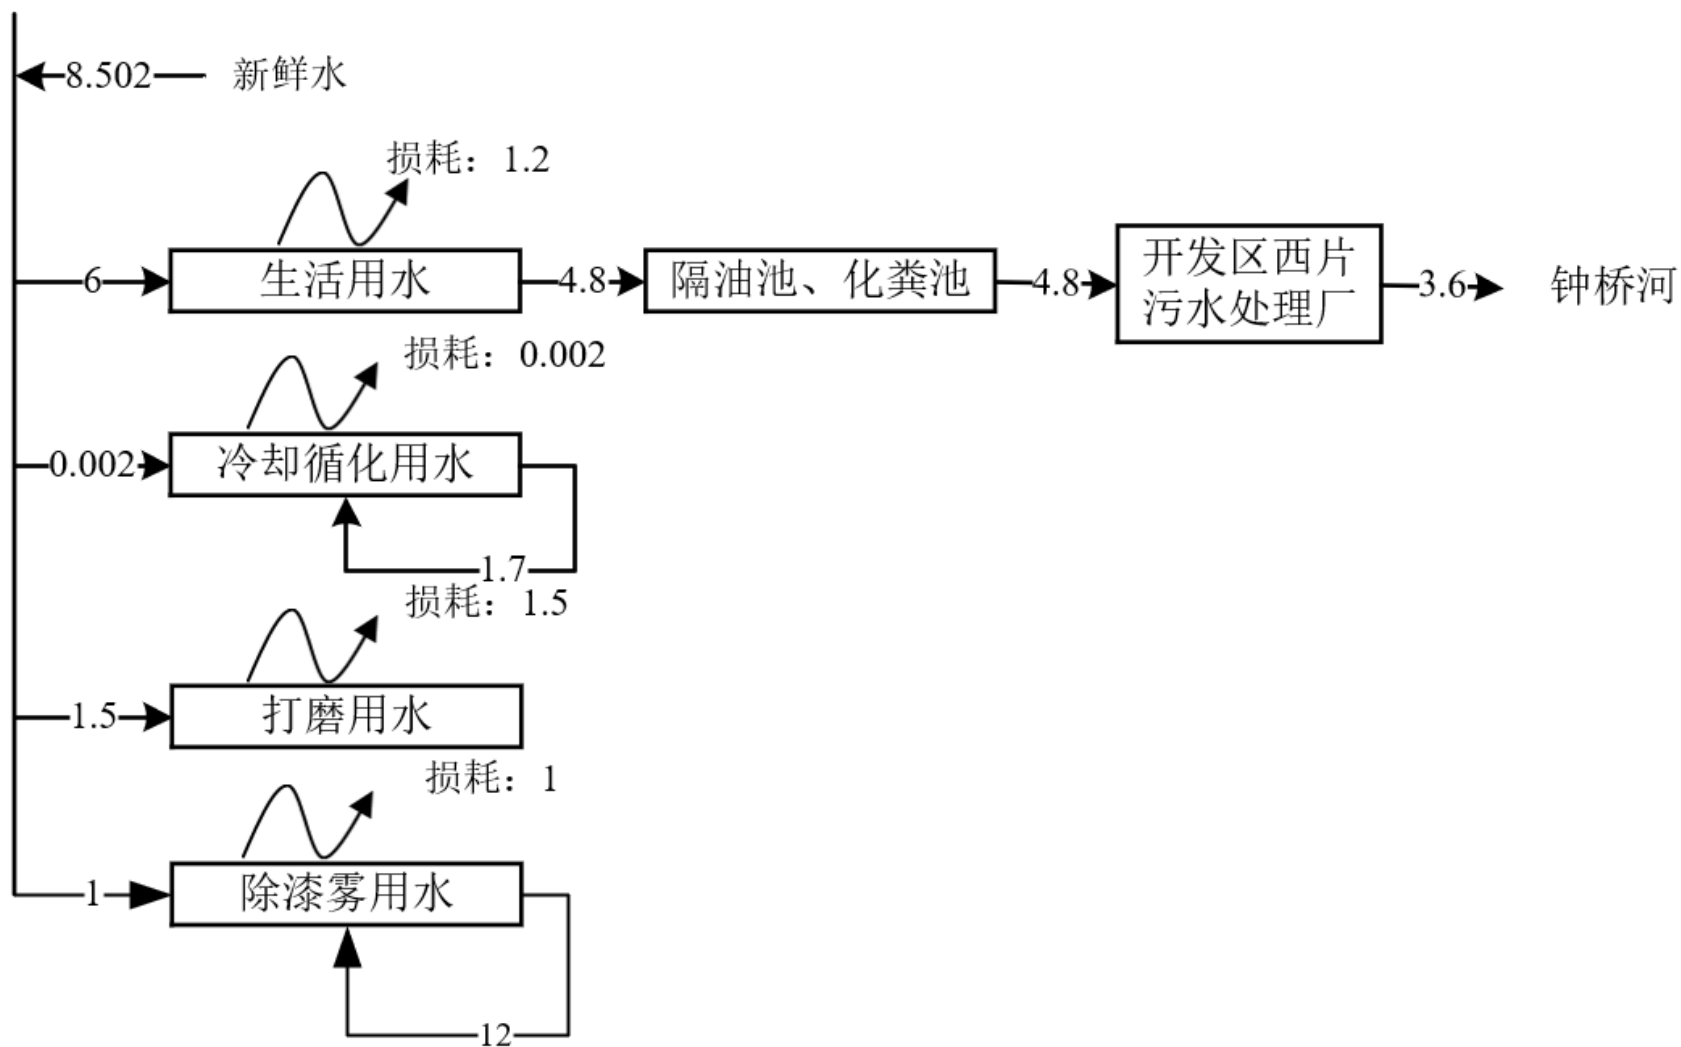 8.502 新鲜水
损耗：1.2
6 生活用水 4.8 隔油池、化粪池 4.8 开发区西片
污水处理厂 3.6 钟桥河
损耗：0.002
0.002 冷却循化用水
1.7
损耗：1.5
1.5 打磨用水
损耗：1
1 除漆雾用水
12